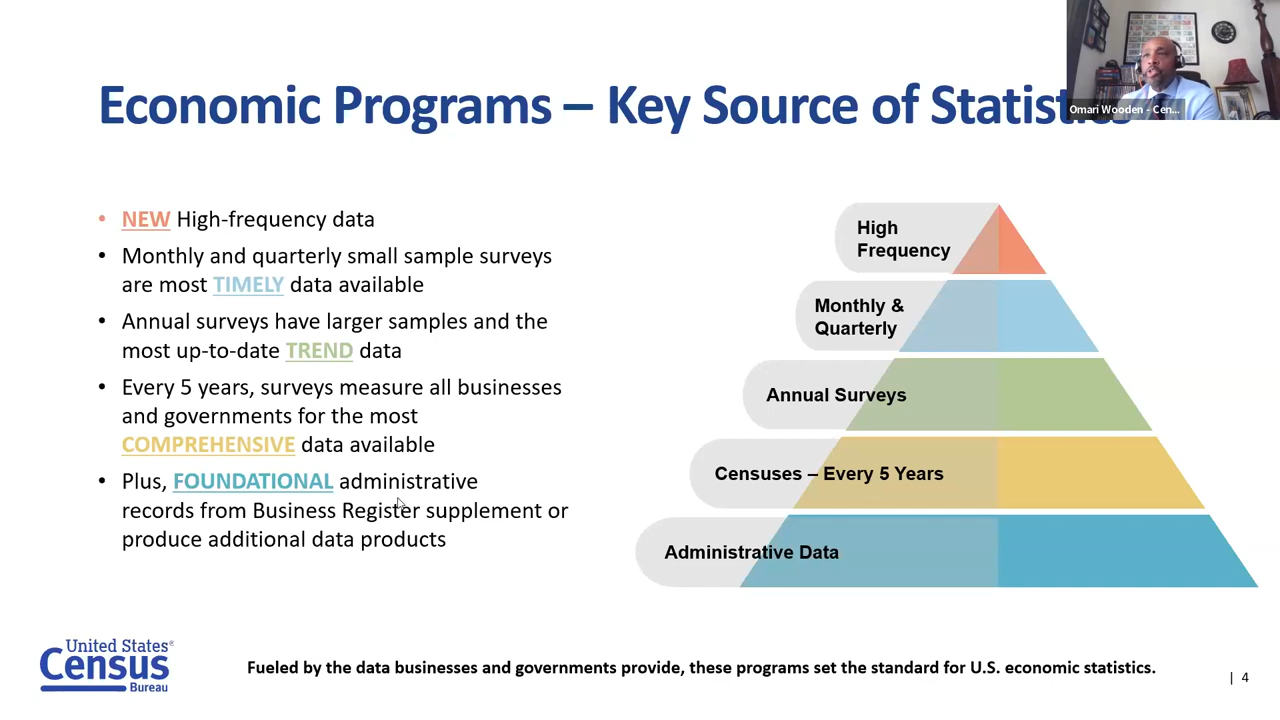 Economic Programs – Key Source of Statistics
Omari Wooden - Cen...
NEW High-frequency data
Monthly and quarterly small sample surveys
are most TIMELY data available
Annual surveys have larger samples and the
most up-to-date TREND data
Every 5 years, surveys measure all businesses
and governments for the most
COMPREHENSIVE data available
Plus, FOUNDATIONAL administrative
records from Business Register supplement or
produce additional data products
High
Frequency
Monthly &
Quarterly
Annual Surveys
Censuses – Every 5 Years
Administrative Data
United States®
Census
Bureau
Fueled by the data businesses and governments provide, these programs set the standard for U.S. economic statistics.
| 4